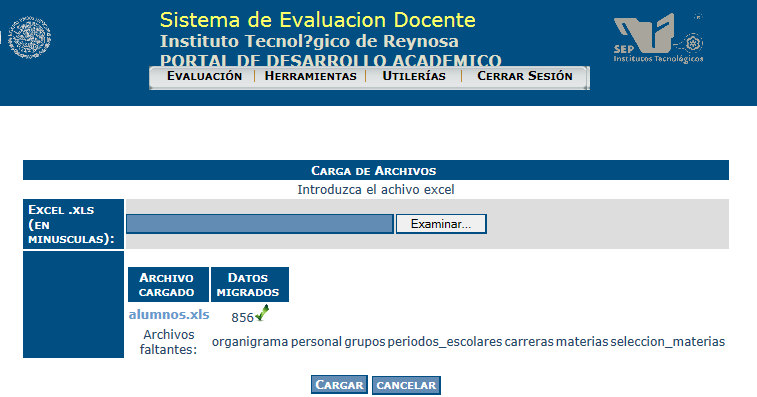 Sistema de Evaluacion Docente
Instituto Tecnol?gico de Reynosa
PORTAL DE DESARROLLO ACADEMICO
SEP
Institutos Tecnológicos
EVALUACIÓN | HERRAMIENTAS | UTILERÍAS | CERRAR SESIÓN
CARGA DE ARCHIVOS
Introduzca el achivo excel
EXCEL .XLS
(EN
MINUSCULAS):
Examinar...
ARCHIVO CARGADO
DATOS MIGRADOS
alumnos.xls
856
Archivos faltantes:
organigrama personal grupos periodos_escolares carreras materias seleccion_materias
CARGAR
CANCELAR